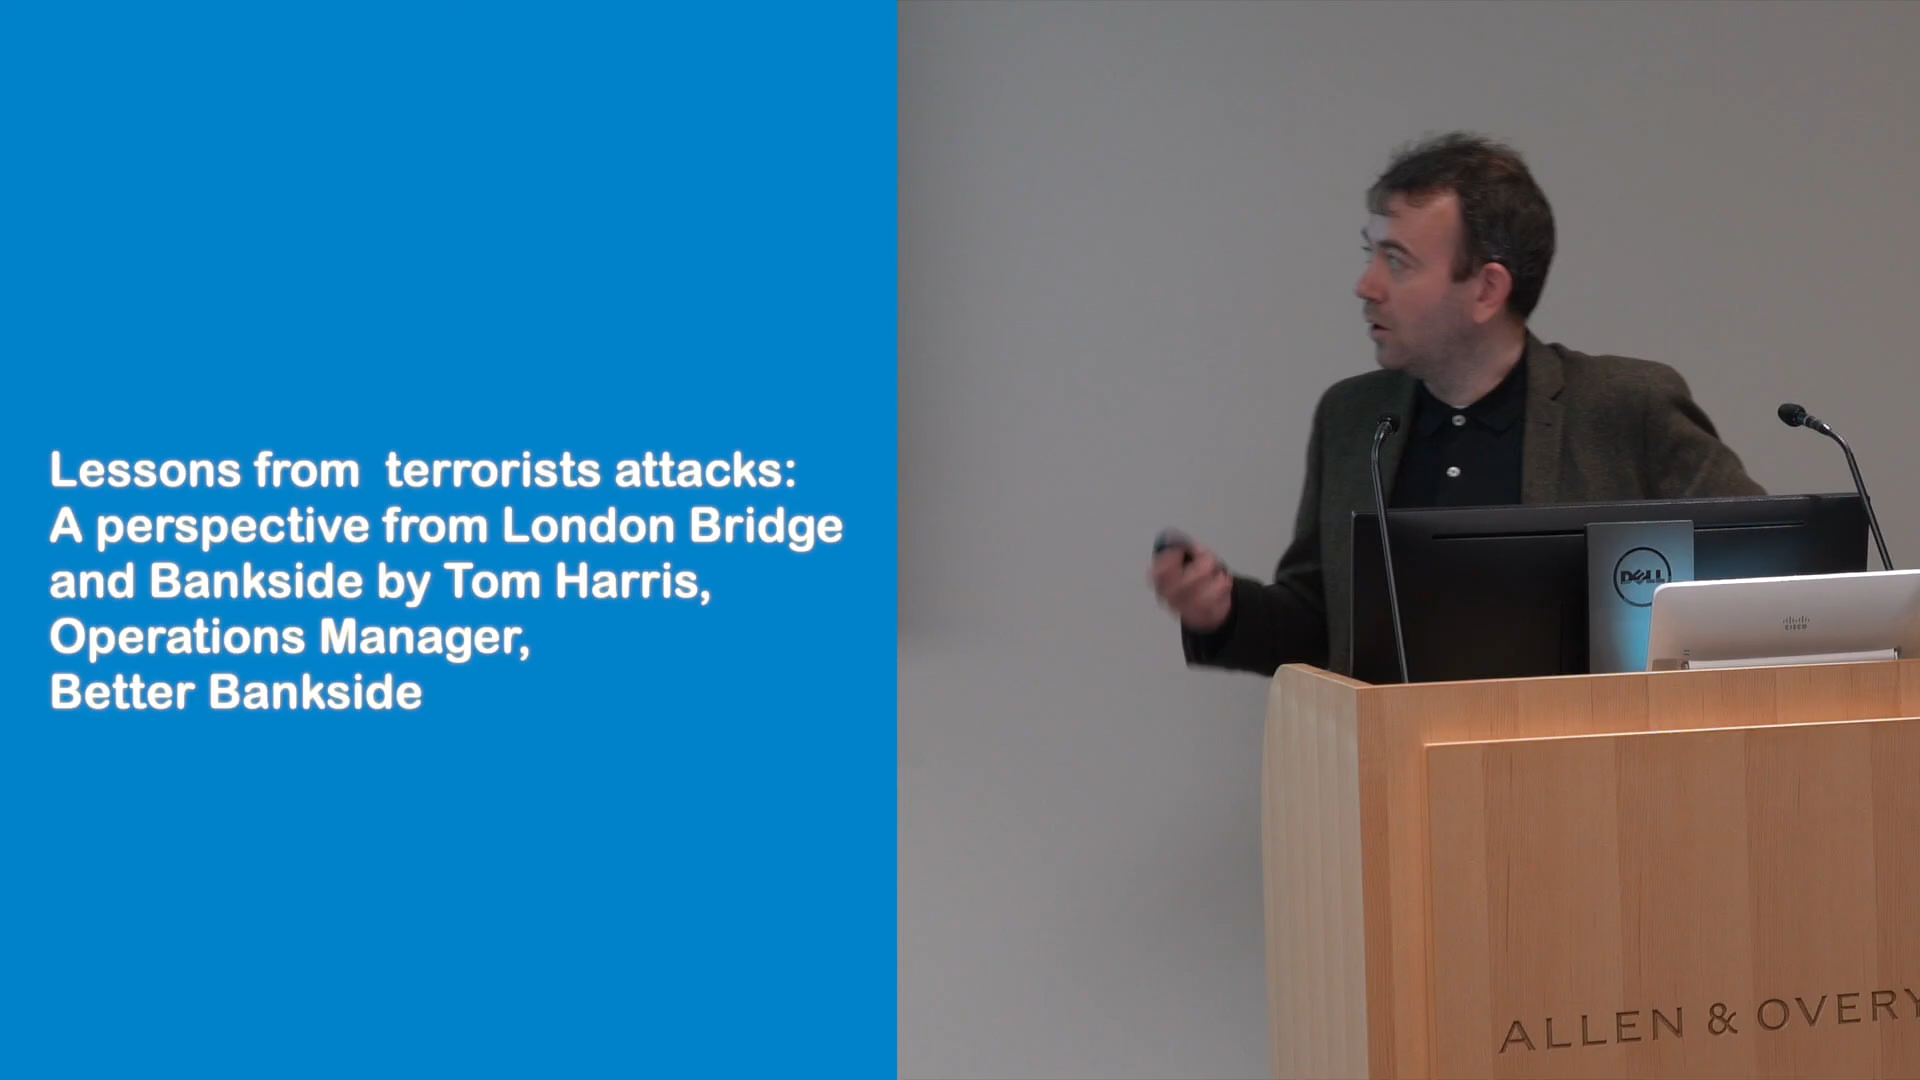 Lessons from  terrorists attacks:
A perspective from London Bridge
and Bankside by Tom Harris,
Operations Manager,
Better Bankside
DELL
cisco
ALLEN & OVERY